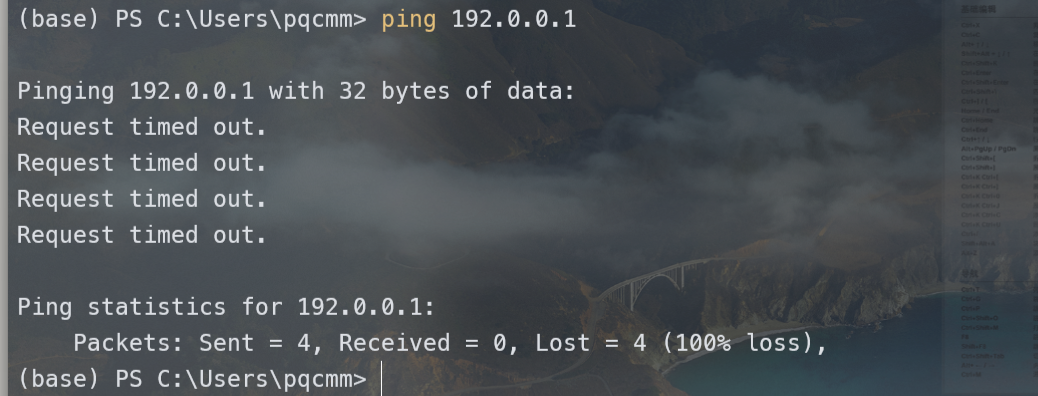 (base) PS C:\Users\pqcmm> ping 192.0.0.1
Pinging 192.0.0.1 with 32 bytes of data:
Request timed out.
Request timed out.
Request timed out.
Request timed out.
Ping statistics for 192.0.0.1:
    Packets: Sent = 4, Received = 0, Lost = 4 (100% loss),
(base) PS C:\Users\pqcmm>